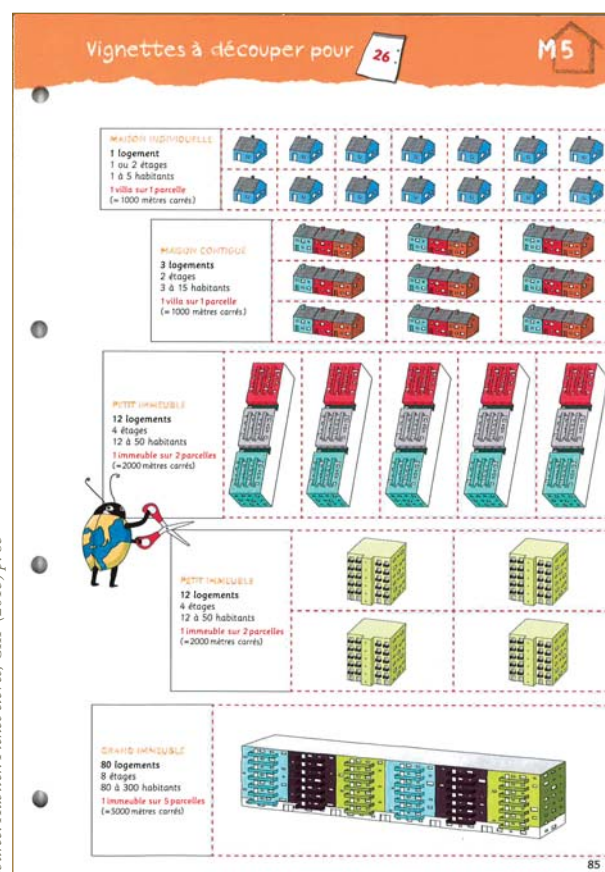 Vignettes à découper pour 26
M5
MAISON INDIVIDUELLE
1 logement
1 ou 2 étages
1 à 5 habitants
1 villa sur 1 parcelle
(=1000 mètres carrés)
MAISON CONTIGUË
3 logements
2 étages
3 à 15 habitants
1 villa sur 1 parcelle
(=1000 mètres carrés)
PETIT IMMEUBLE
12 logements
4 étages
12 à 50 habitants
1 immeuble sur 2 parcelles
(=2000 mètres carrés)
PETIT IMMEUBLE
12 logements
4 étages
12 à 50 habitants
1 immeuble sur 2 parcelles
(=2000 mètres carrés)
GRAND IMMEUBLE
80 logements
8 étages
80 à 300 habitants
1 immeuble sur 5 parcelles
(=5000 mètres carrés)
85